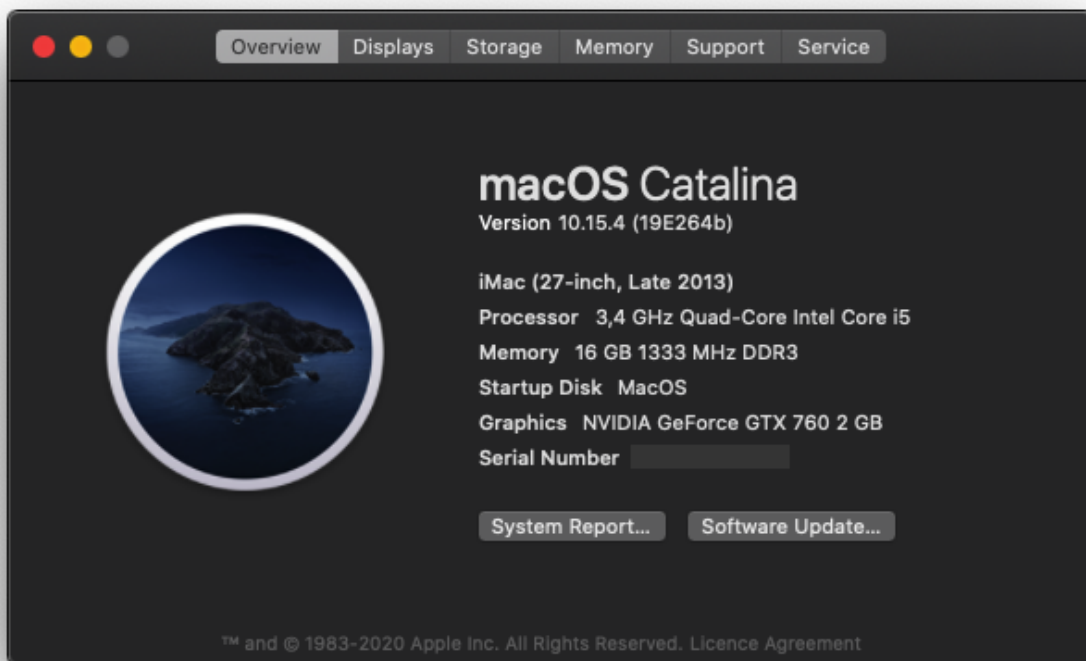 Overview Displays Storage Memory Support Service
macOS Catalina
Version 10.15.4 (19E264b)
iMac (27-inch, Late 2013)
Processor 3,4 GHz Quad-Core Intel Core i5
Memory 16 GB 1333 MHz DDR3
Startup Disk MacOS
Graphics NVIDIA GeForce GTX 760 2 GB
Serial Number
System Report... Software Update...
™ and © 1983-2020 Apple Inc. All Rights Reserved. Licence Agreement